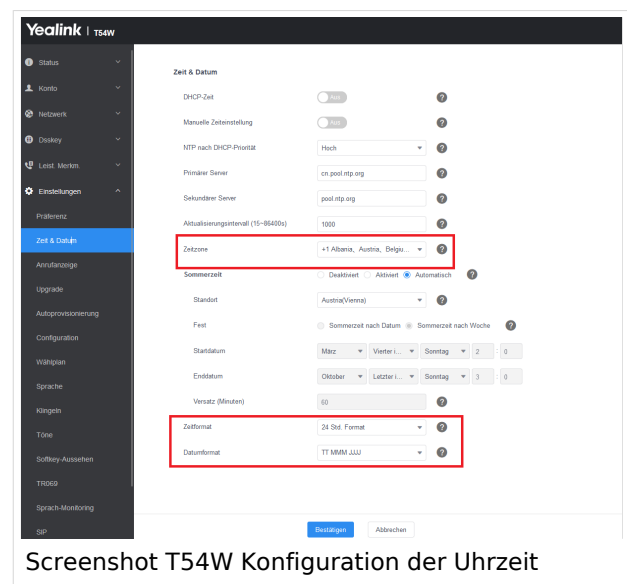 Yealink | T54W
Status
Konto
Netzwerk
Dsskey
Leist. Merkm.
Einstellungen
Präferenz
Zeit & Datum
Anrufanzeige
Upgrade
Autoprovisionierung
Configuration
Wählplan
Sprache
Klingeln
Töne
Softkey-Aussehen
TR069
Sprach-Monitoring
SIP
Zeit & Datum
DHCP-Zeit Aus ?
Manuelle Zeiteinstellung Aus ?
NTP nach DHCP-Priorität Hoch ?
Primärer Server cn.pool.ntp.org ?
Sekundärer Server pool.ntp.org ?
Aktualisierungsintervall (15~86400s) 1000 ?
Zeitzone +1 Albania, Austria, Belgiu... ?
Sommerzeit Deaktiviert Aktiviert Automatisch ?
Standort Austria(Vienna) ?
Fest Sommerzeit nach Datum Sommerzeit nach Woche ?
Startdatum März Vierter i... Sonntag 2 : 0
Enddatum Oktober Letzter i... Sonntag 3 : 0
Versatz (Minuten) 60 ?
Zeitformat 24 Std. Format ?
Datumformat TT MMM JJJJ ?
Bestätigen Abbrechen
Screenshot T54W Konfiguration der Uhrzeit